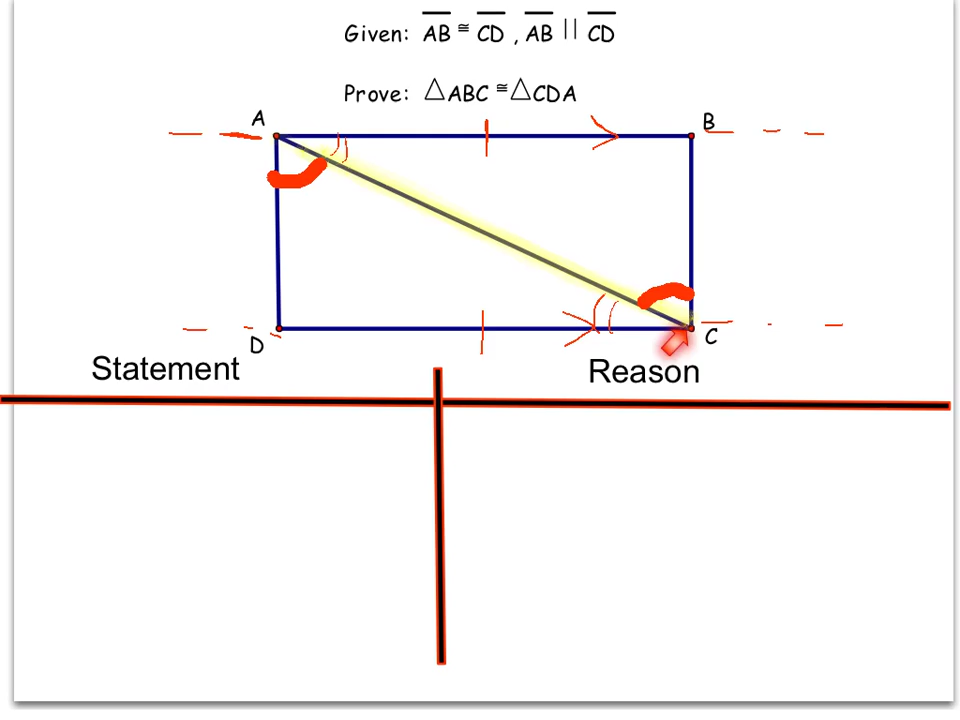 Given: AB ≅ CD , AB || CD
Prove: △ABC ≅ △CDA
A
B
D
C
Statement
Reason